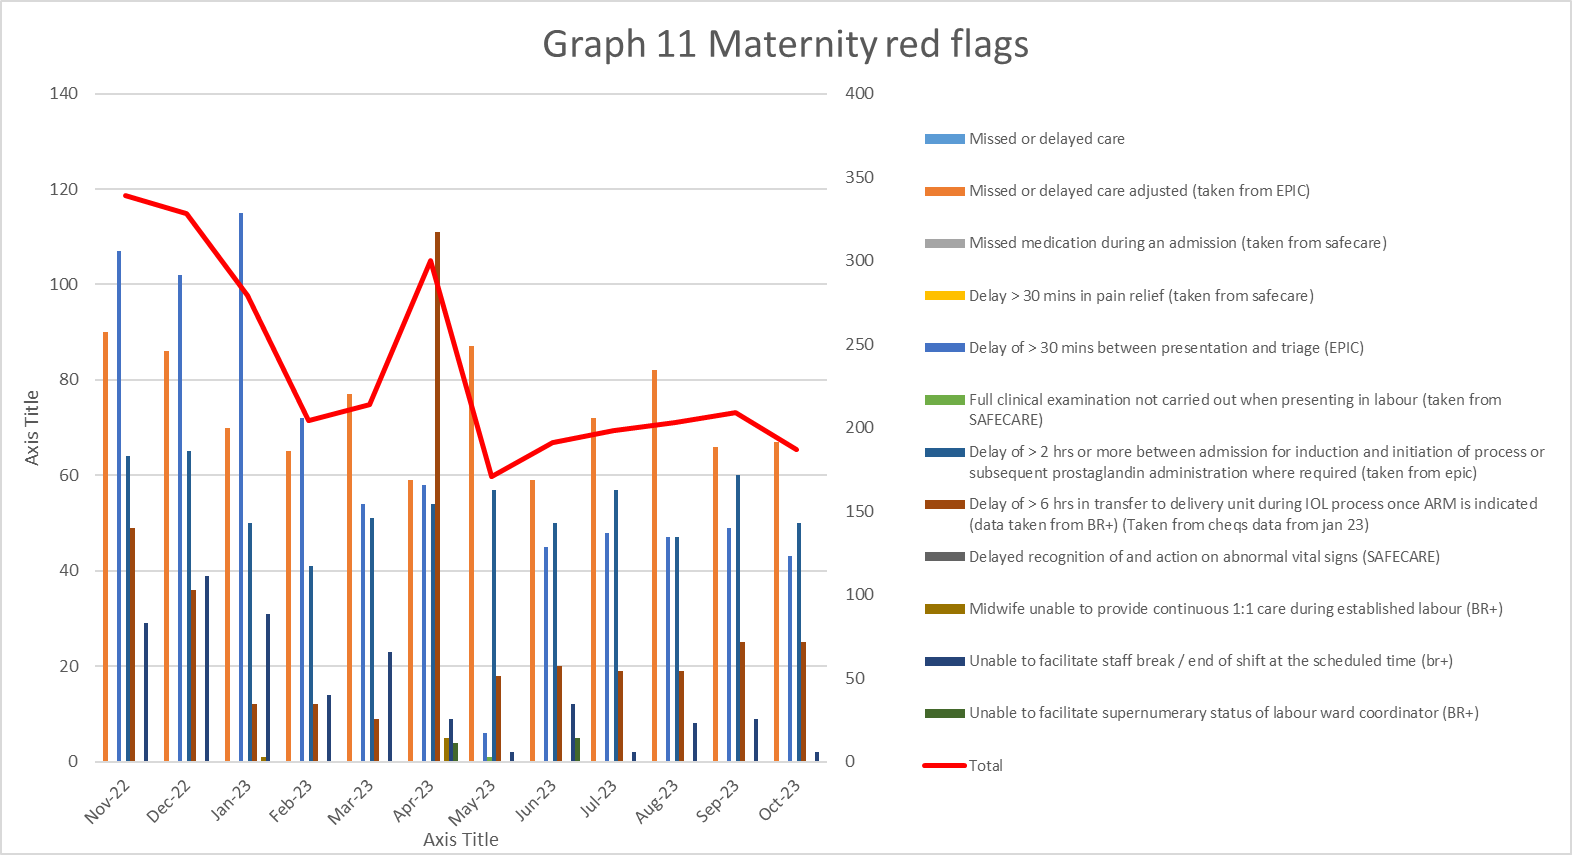 Graph 11 Maternity red flags
140
120
100
80
60
40
20
0
Axis Title
400
350
300
250
200
150
100
50
0
Nov-22
Dec-22
Jan-23
Feb-23
Mar-23
Apr-23
May-23
Jun-23
Jul-23
Aug-23
Sep-23
Oct-23
Axis Title
Missed or delayed care
Missed or delayed care adjusted (taken from EPIC)
Missed medication during an admission (taken from safecare)
Delay > 30 mins in pain relief (taken from safecare)
Delay of > 30 mins between presentation and triage (EPIC)
Full clinical examination not carried out when presenting in labour (taken from
SAFECARE)
Delay of > 2 hrs or more between admission for induction and initiation of process or
subsequent prostaglandin administration where required (taken from epic)
Delay of > 6 hrs in transfer to delivery unit during IOL process once ARM is indicated
(data taken from BR+) (Taken from cheqs data from jan 23)
Delayed recognition of and action on abnormal vital signs (SAFECARE)
Midwife unable to provide continuous 1:1 care during established labour (BR+)
Unable to facilitate staff break / end of shift at the scheduled time (br+)
Unable to facilitate supernumerary status of labour ward coordinator (BR+)
Total